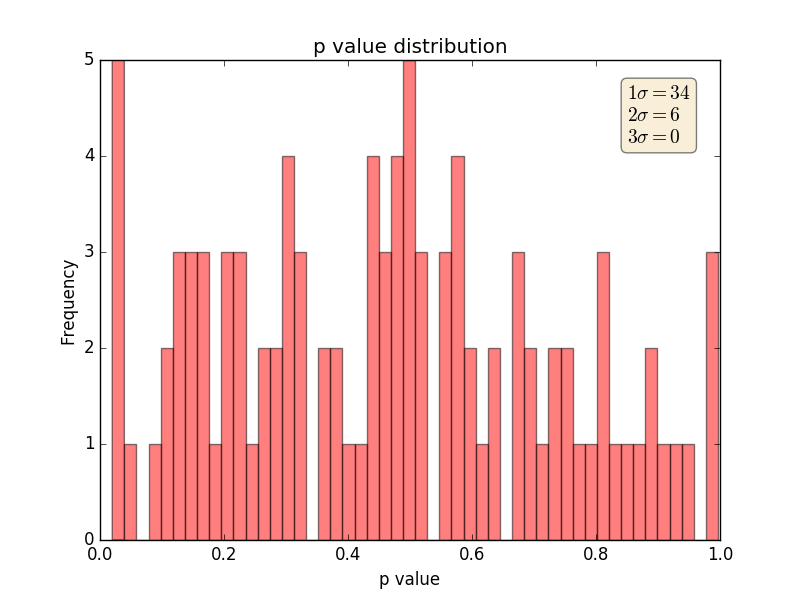 p value distribution
1σ = 34
2σ = 6
3σ = 0
5
4
3
2
1
0
Frequency
0.0 0.2 0.4 0.6 0.8 1.0
p value